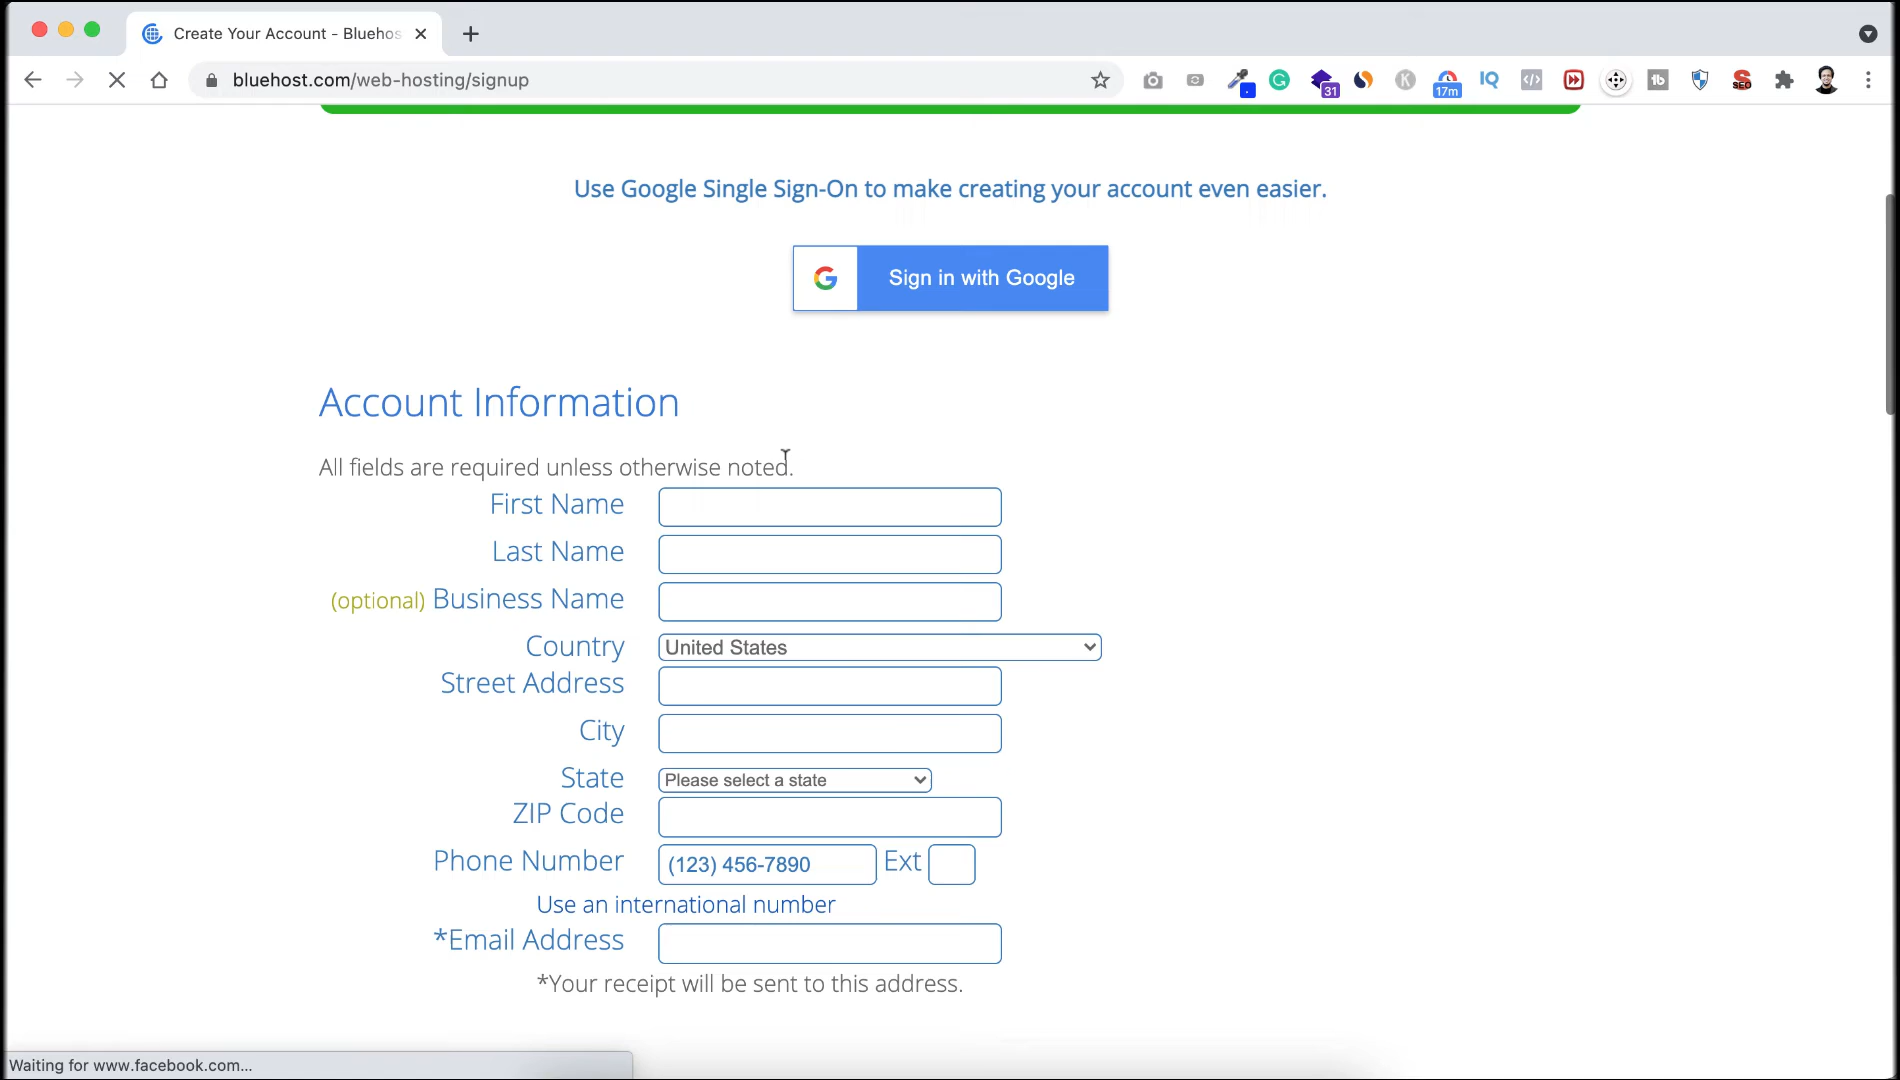 Create Your Account - Bluehos
bluehost.com/web-hosting/signup
31
17m
IQ
tb
SEO
Use Google Single Sign-On to make creating your account even easier.
G Sign in with Google
Account Information
All fields are required unless otherwise noted.
First Name
Last Name
(optional) Business Name
Country United States
Street Address
City
State Please select a state
ZIP Code
Phone Number (123) 456-7890 Ext
Use an international number
*Email Address
*Your receipt will be sent to this address.
Waiting for www.facebook.com...